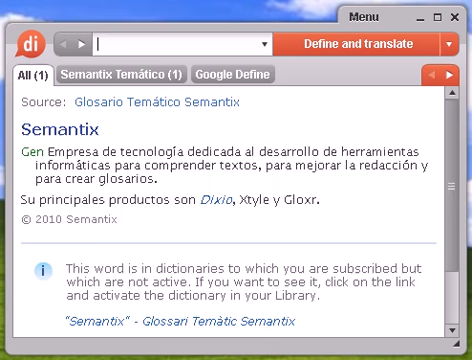 Menu
di
Define and translate
All (1)
Semantix Temático (1)
Google Define
Source: Glosario Temático Semantix
Semantix
Gen Empresa de tecnología dedicada al desarrollo de herramientas
informáticas para comprender textos, para mejorar la redacción y
para crear glosarios.
Su principales productos son Dixio, Xtyle y Gloxr.
© 2010 Semantix
i
This word is in dictionaries to which you are subscribed but
which are not active. If you want to see it, click on the link
and activate the dictionary in your Library.
"Semantix" - Glossari Temàtic Semantix